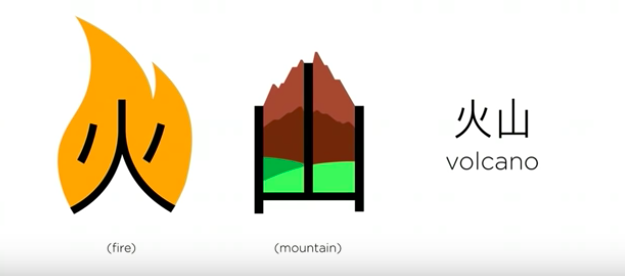 火
(fire)
山
(mountain)
火山
volcano